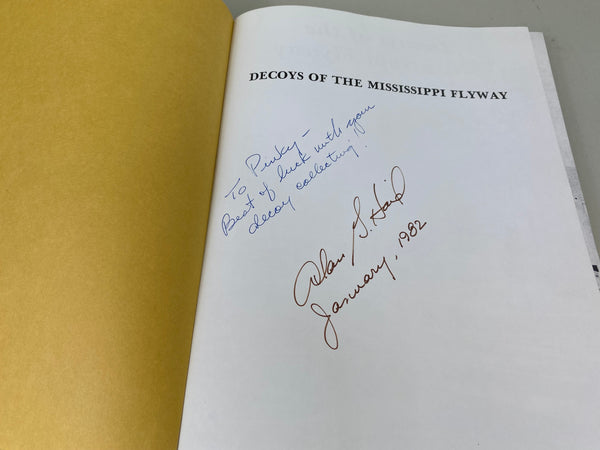 DECOYS OF THE MISSISSIPPI FLYWAY
To Pinky -
Best of luck with your
decoy collecting!
Alan G. Haid
January, 1982